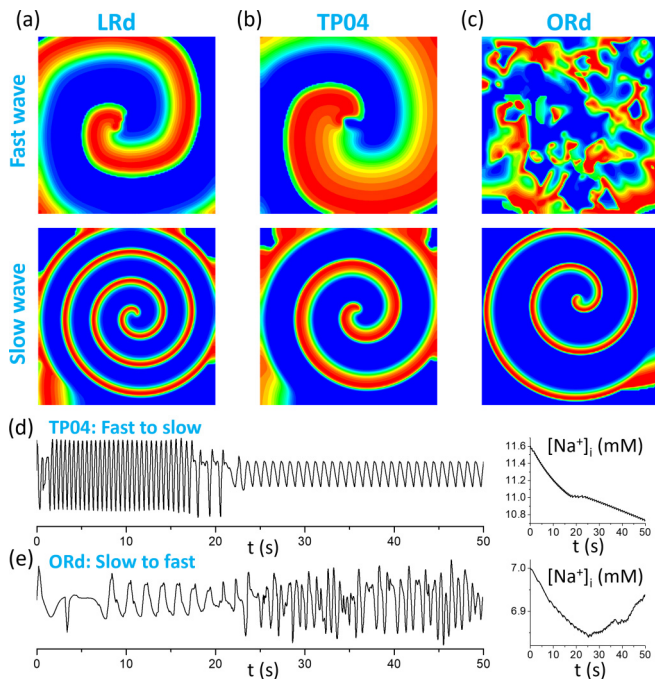 (a) LRd (b) TP04 (c) ORd
Fast wave
Slow wave
(d) TP04: Fast to slow
0 10 20 30 40 50
t (s)
[Na⁺]ᵢ (mM)
11.6
11.4
11.2
11.0
10.8
0 10 20 30 40 50
t (s)
(e) ORd: Slow to fast
0 10 20 30 40 50
t (s)
[Na⁺]ᵢ (mM)
7.0
6.9
0 10 20 30 40 50
t (s)